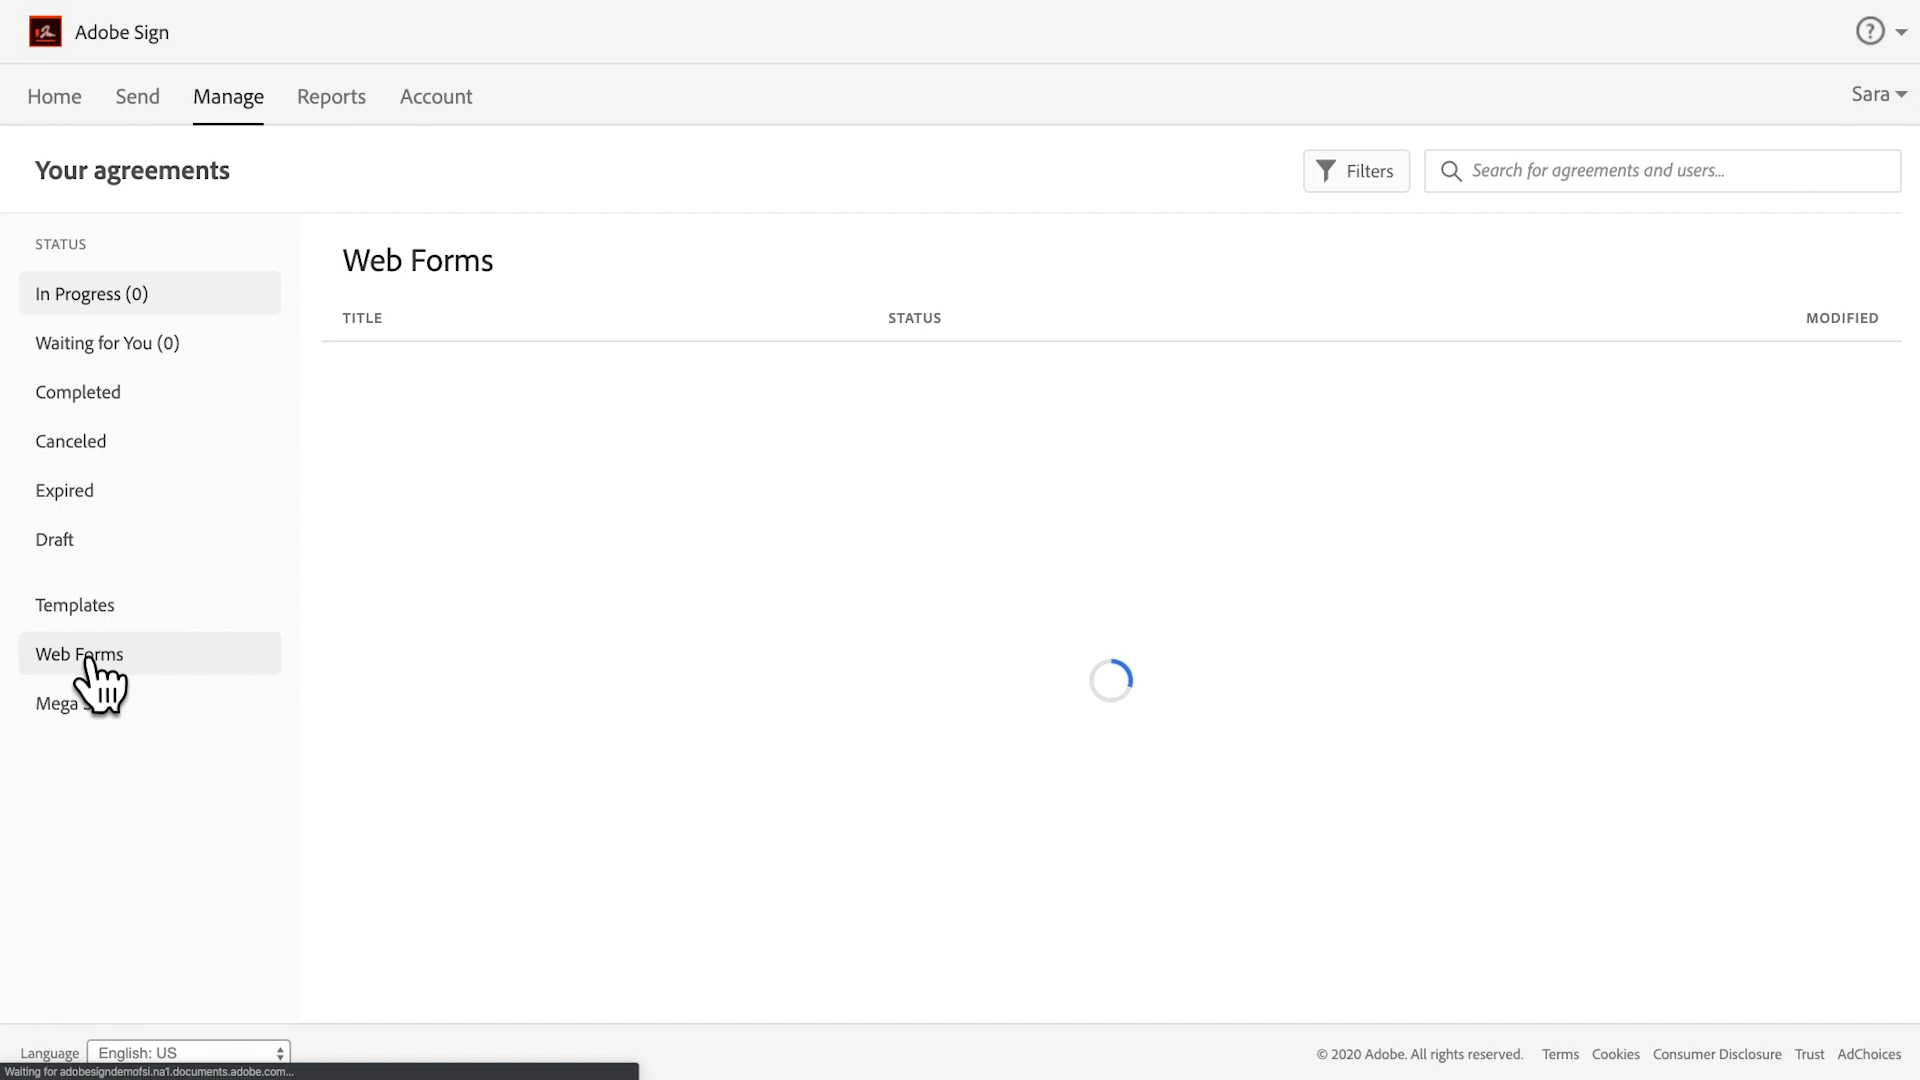 Adobe Sign
Home Send Manage Reports Account Sara
Your agreements
Filters
Search for agreements and users...
STATUS
In Progress (0)
Waiting for You (0)
Completed
Canceled
Expired
Draft
Templates
Web Forms
Mega
Web Forms
TITLE STATUS MODIFIED
Language English: US
© 2020 Adobe. All rights reserved. Terms Cookies Consumer Disclosure Trust AdChoices
Waiting for adobesigndemofsi.na1.documents.adobe.com...